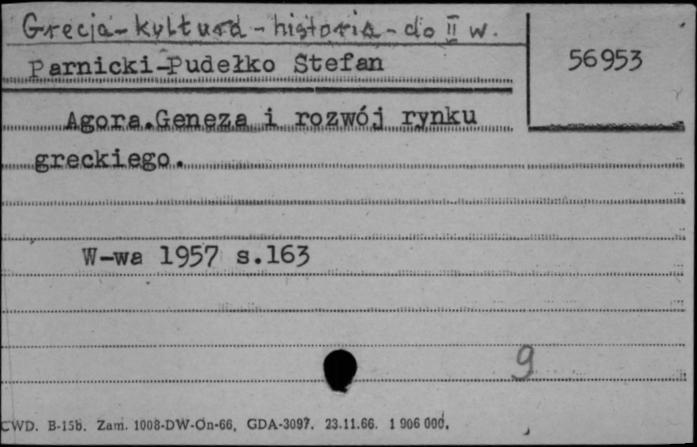 Grecja - kultura - historia - do II w.
Parnicki-Pudełko Stefan
56953
Agora.Geneza i rozwój rynku
greckiego.
W-wa 1957 s.163
9
CWD. B-15b. Zam. 1008-DW-On-66, GDA-3097. 23.11.66. 1 906 000.